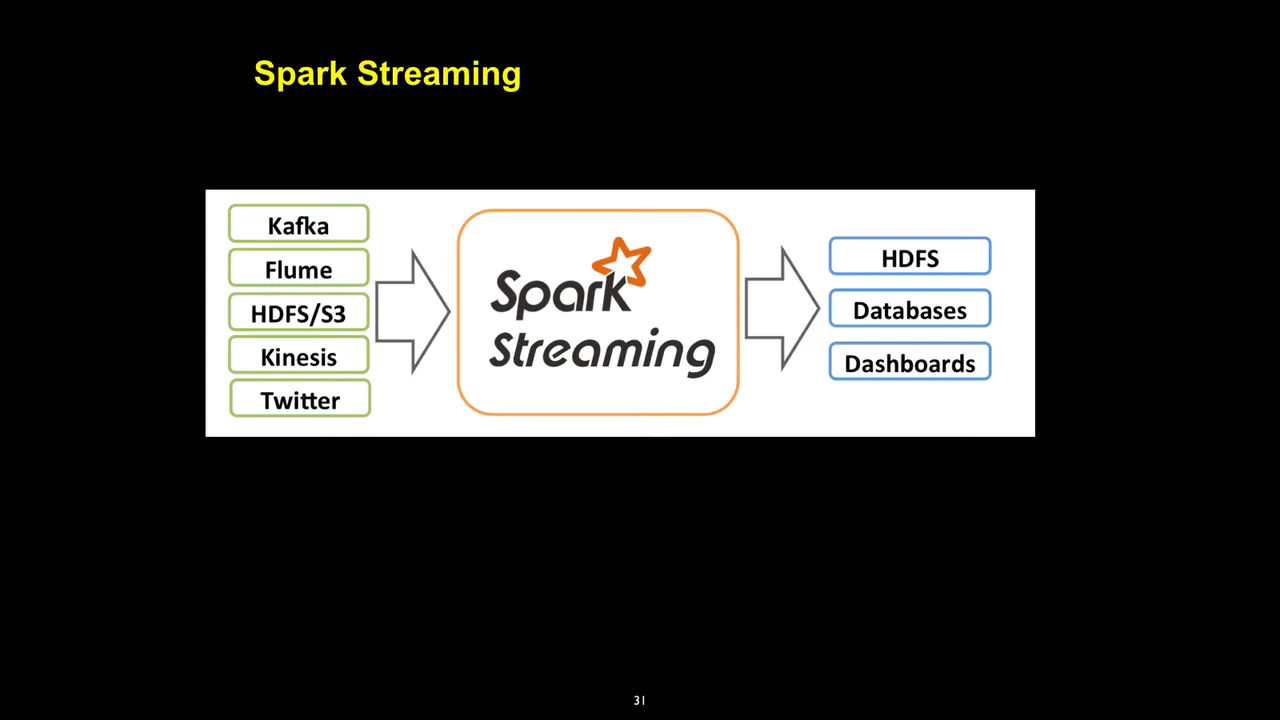 Spark Streaming
Kafka
Flume
HDFS/S3
Kinesis
Twitter
Spark
Streaming
HDFS
Databases
Dashboards
31